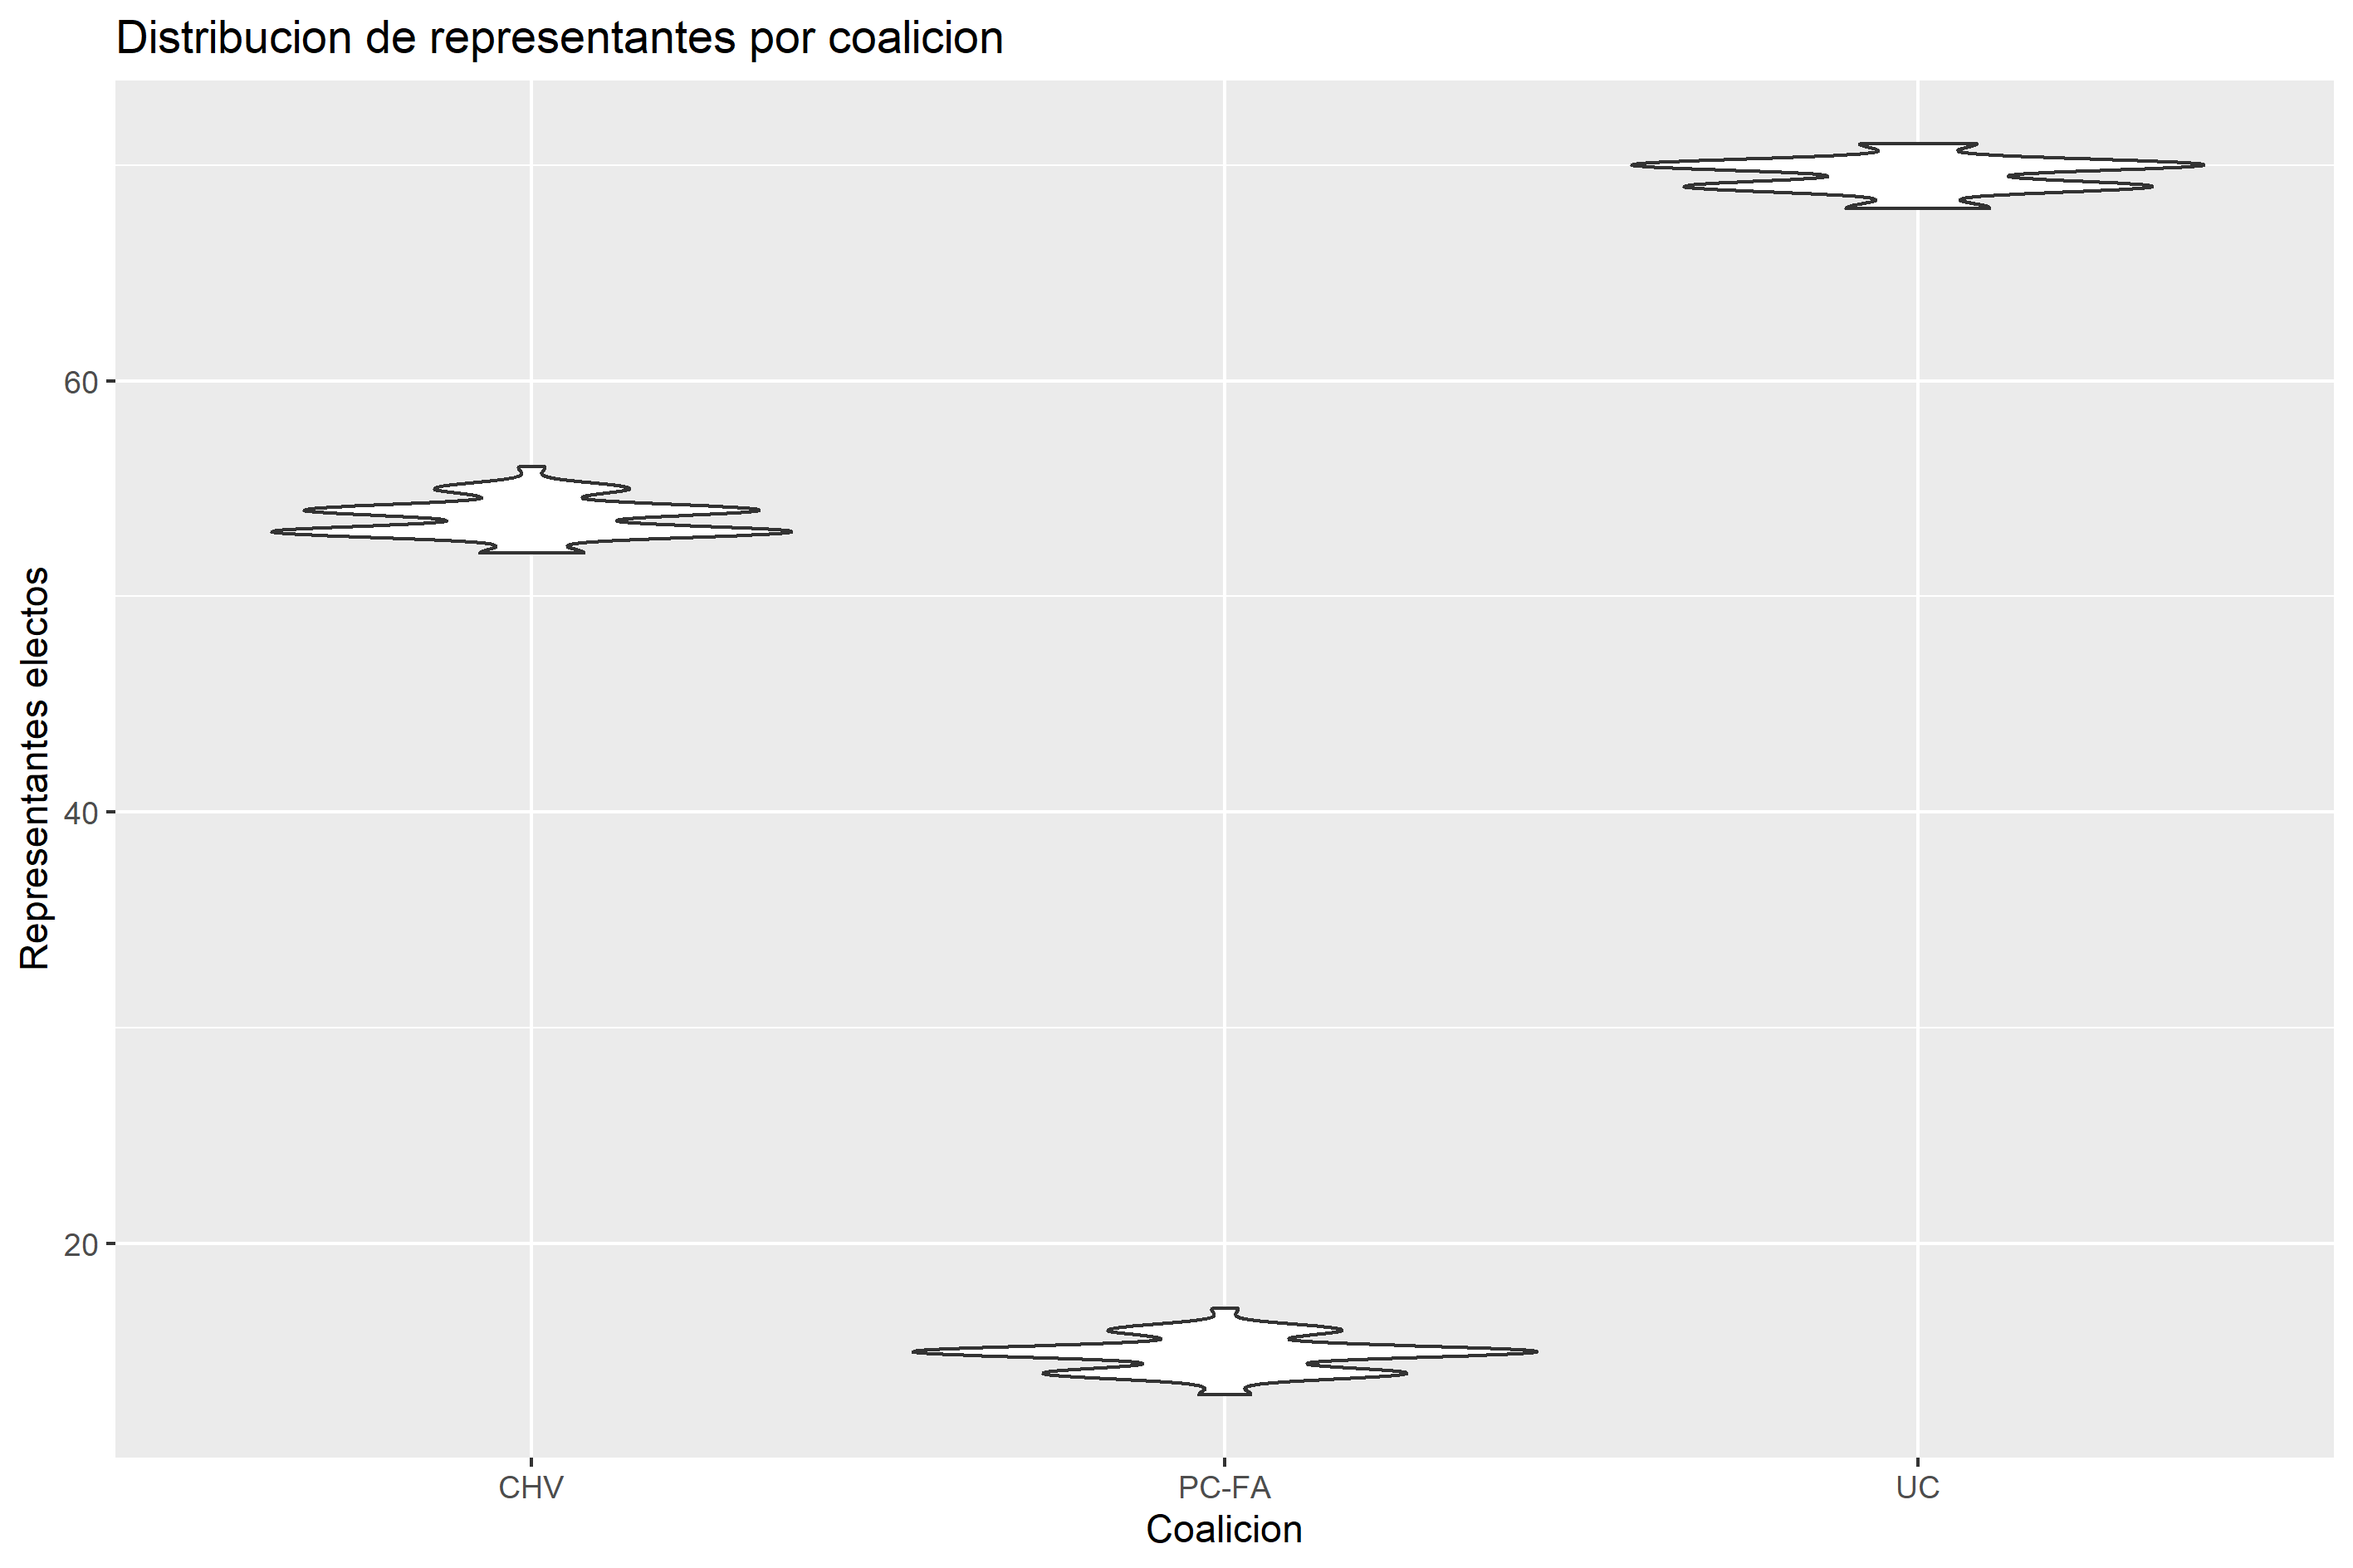 Distribucion de representantes por coalicion
Representantes electos
60
40
20
CHV
PC-FA
UC
Coalicion